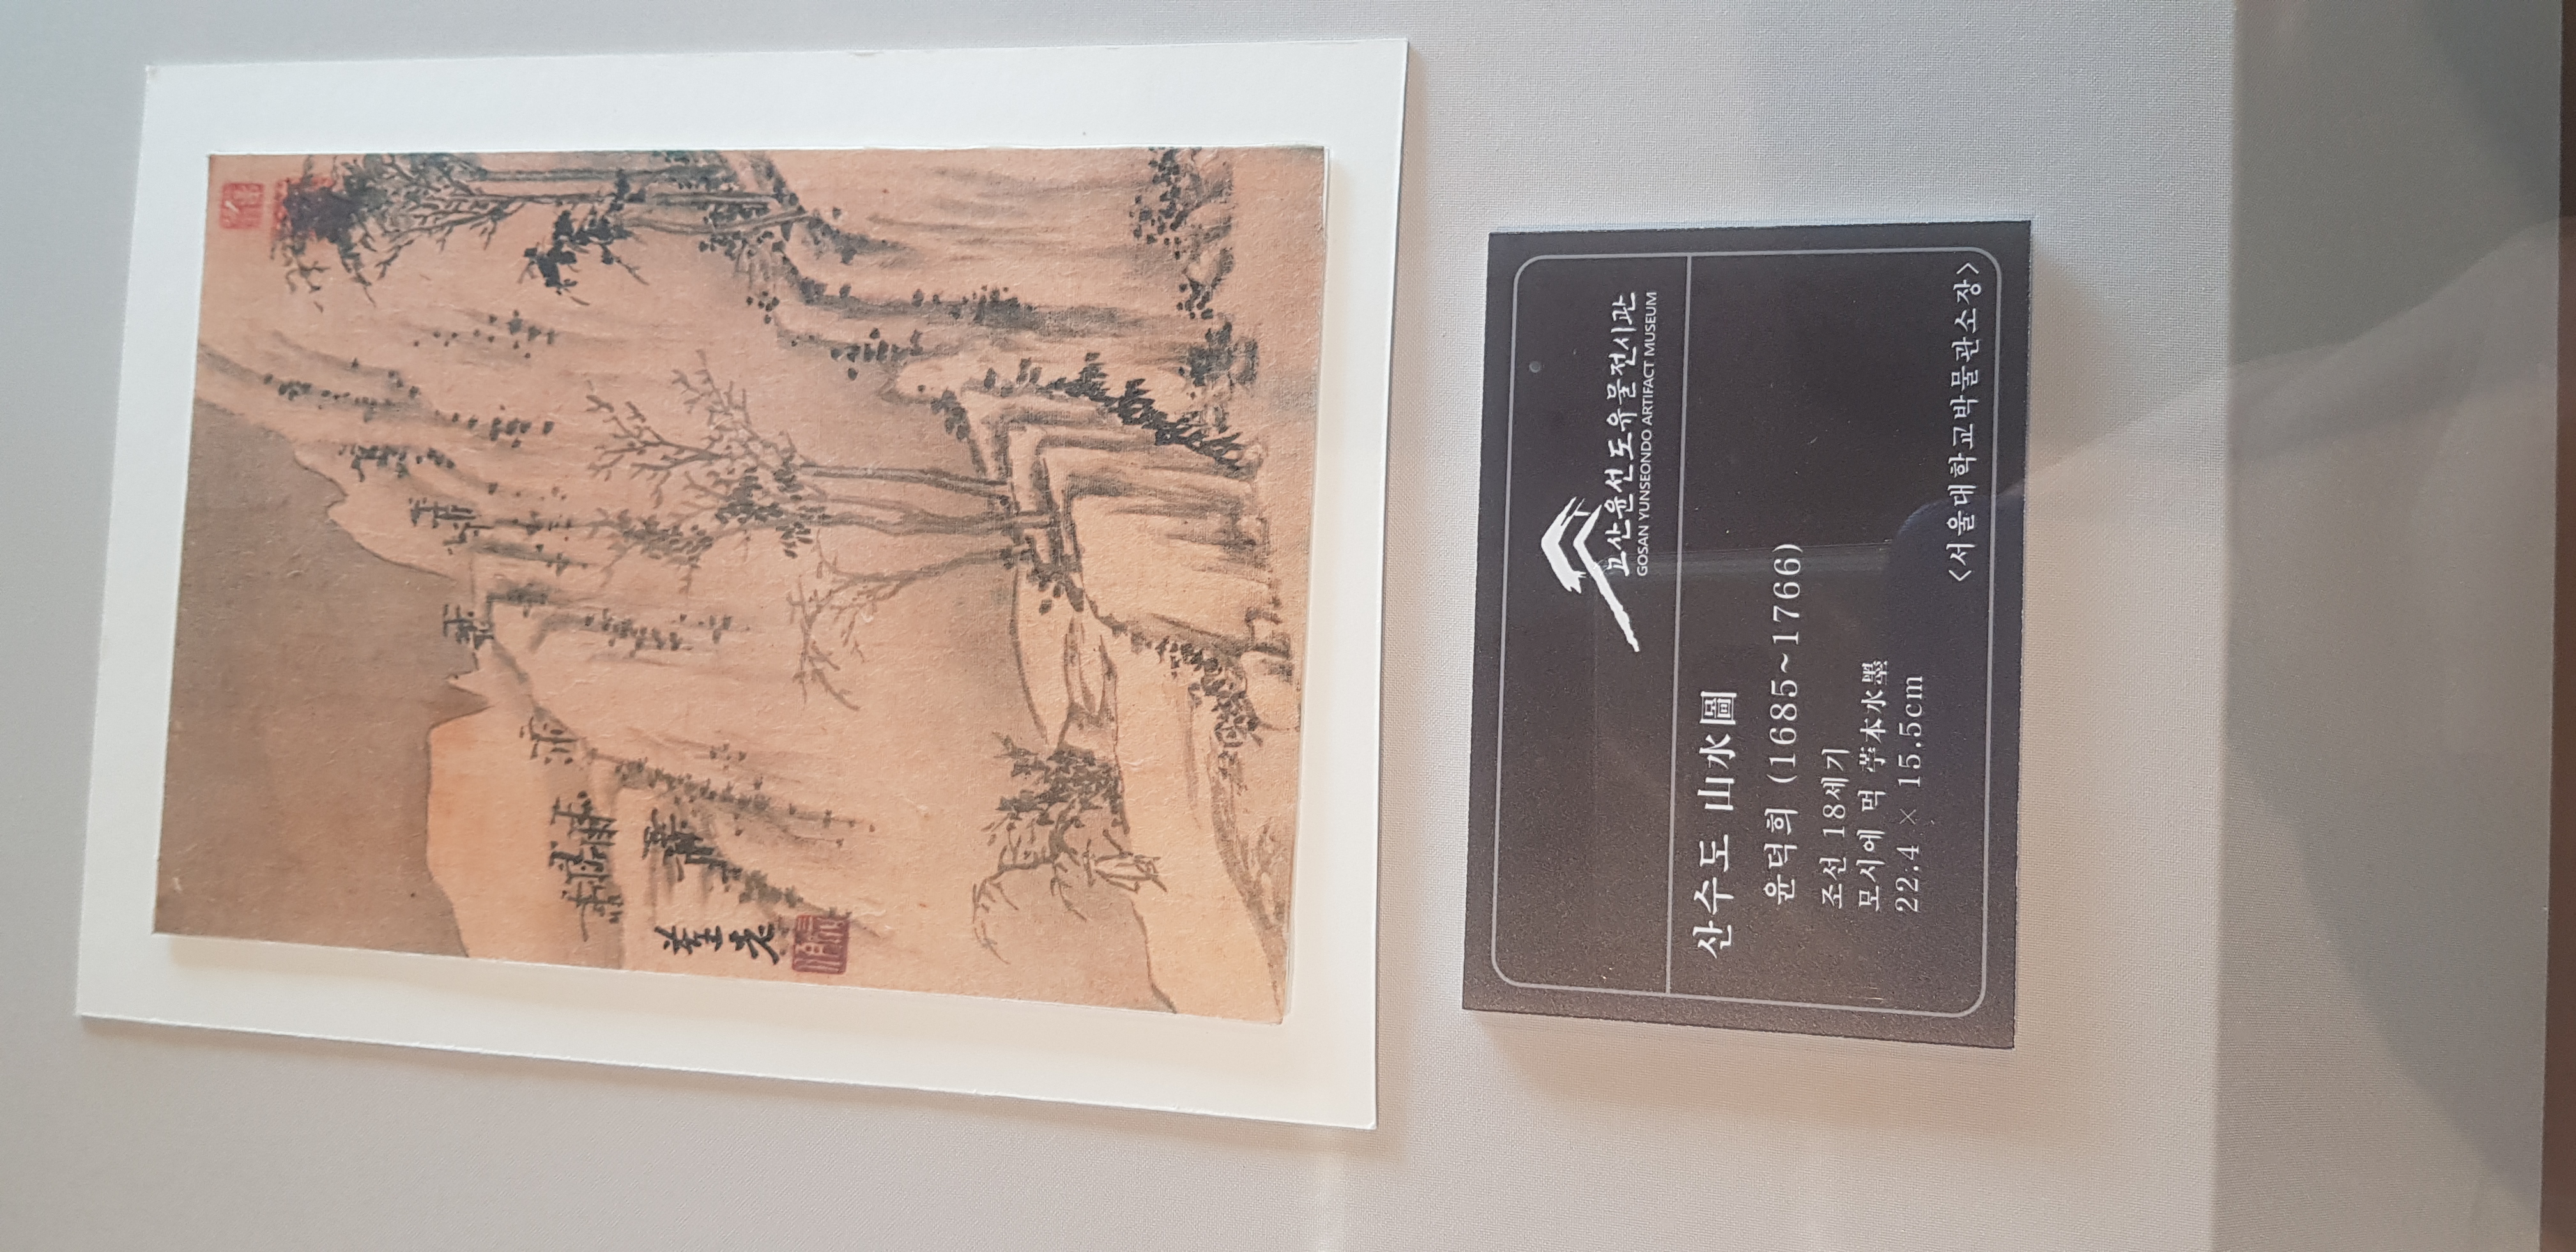 蓮老
고산윤선도유물전시관
GOSAN YUNSEONDO ARTIFACT MUSEUM
산수도 山水圖
윤덕희 (1685~1766)
조선 18세기
모시에 먹 苧本水墨
22.4 × 15.5cm
<서울대학교박물관소장>